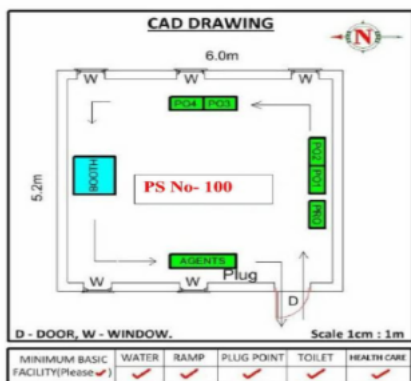 CAD DRAWING
N
6.0m
W W W
PO4 PO3
5.2m
BOOTH
PO2
PO1
PS No- 100
PRO
AGENTS
Plug
W W
D
D - DOOR, W - WINDOW. Scale 1cm : 1m
MINIMUM BASIC FACILITY(Please ✓) WATER RAMP PLUG POINT TOILET HEALTH CARE
✓ ✓ ✓ ✓ ✓